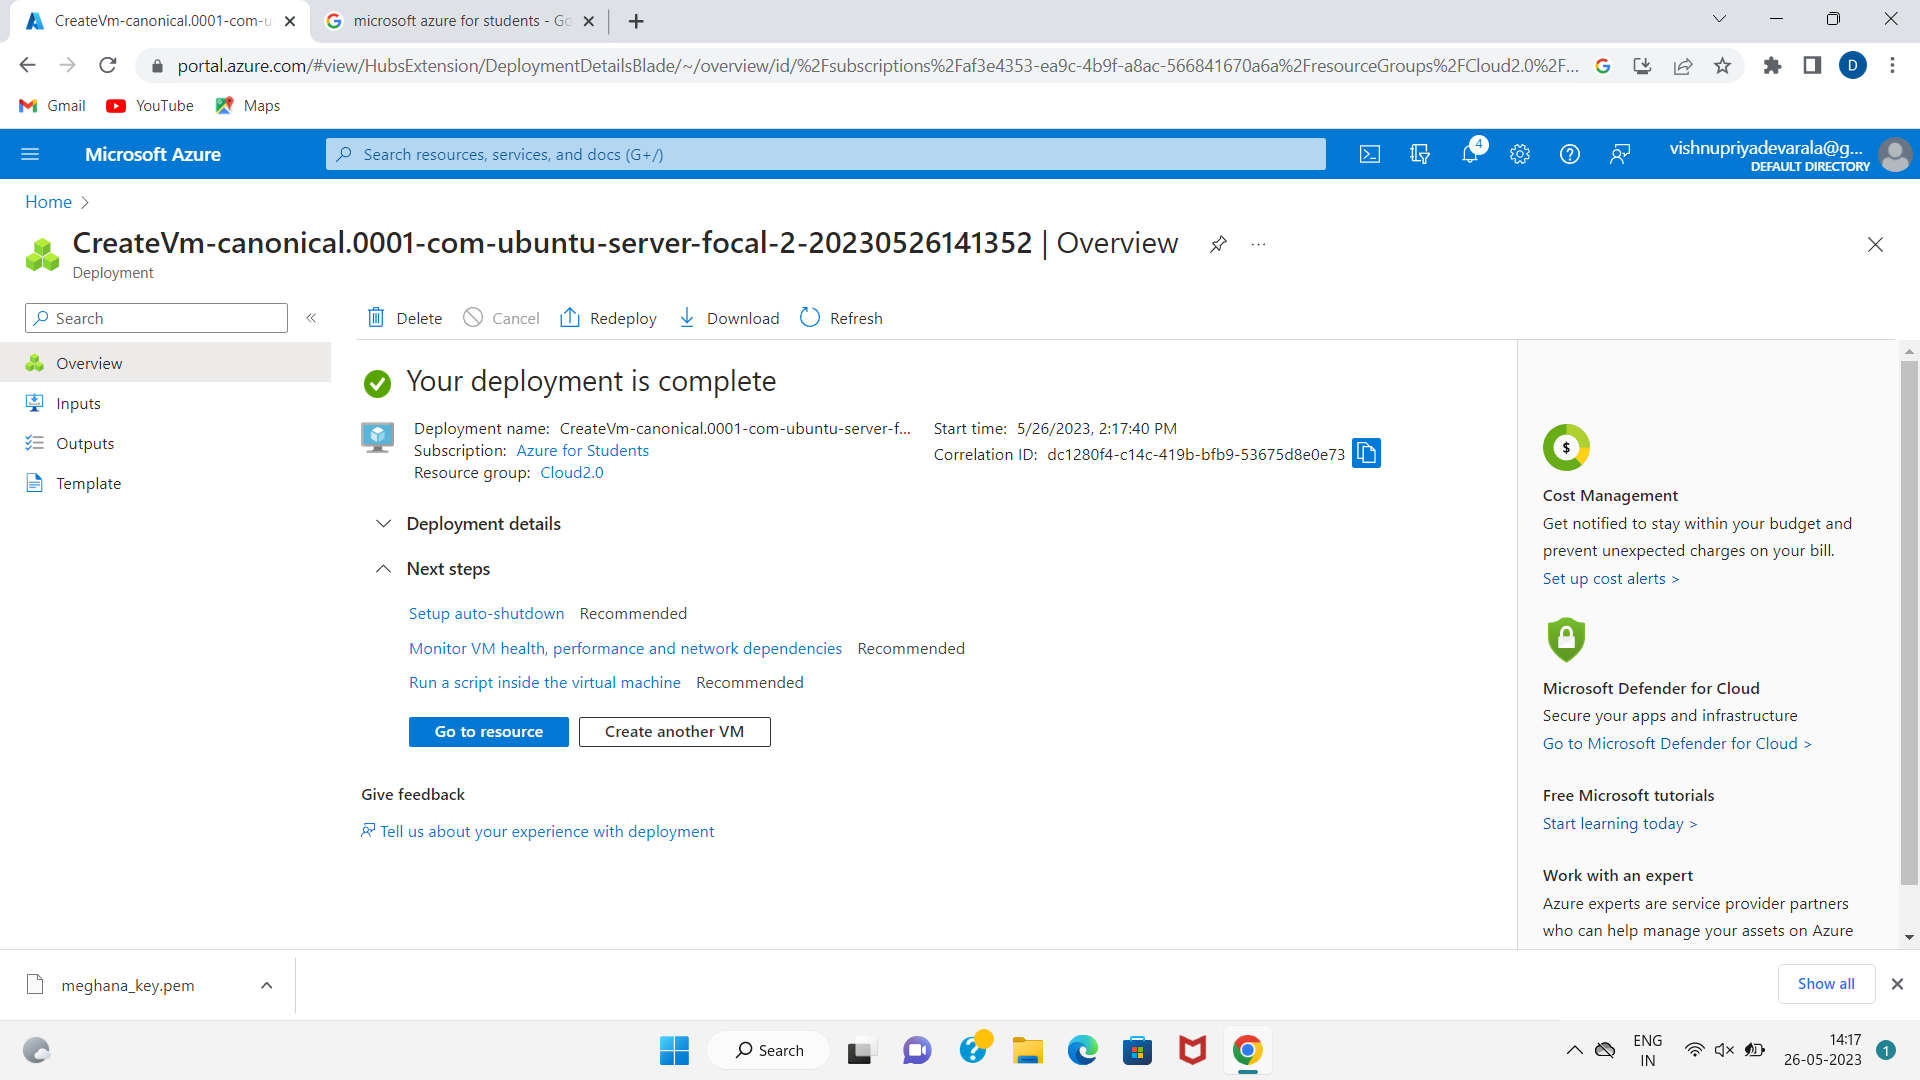 CreateVm-canonical.0001-com-u
microsoft azure for students - Go
portal.azure.com/#view/HubsExtension/DeploymentDetailsBlade/~/overview/id/%2Fsubscriptions%2Faf3e4353-ea9c-4b9f-a8ac-566841670a6a%2FresourceGroups%2FCloud2.0%2F...
D
Gmail
YouTube
Maps
Microsoft Azure
Search resources, services, and docs (G+/)
4
vishnupriyadevarala@g...
DEFAULT DIRECTORY
Home
CreateVm-canonical.0001-com-ubuntu-server-focal-2-20230526141352 | Overview
Deployment
Search
Delete
Cancel
Redeploy
Download
Refresh
Overview
Inputs
Outputs
Template
Your deployment is complete
Deployment name: CreateVm-canonical.0001-com-ubuntu-server-f...
Subscription: Azure for Students
Resource group: Cloud2.0
Start time: 5/26/2023, 2:17:40 PM
Correlation ID: dc1280f4-c14c-419b-bfb9-53675d8e0e73
Deployment details
Next steps
Setup auto-shutdown Recommended
Monitor VM health, performance and network dependencies Recommended
Run a script inside the virtual machine Recommended
Go to resource
Create another VM
Give feedback
Tell us about your experience with deployment
$
Cost Management
Get notified to stay within your budget and
prevent unexpected charges on your bill.
Set up cost alerts >
Microsoft Defender for Cloud
Secure your apps and infrastructure
Go to Microsoft Defender for Cloud >
Free Microsoft tutorials
Start learning today >
Work with an expert
Azure experts are service provider partners
who can help manage your assets on Azure
meghana_key.pem
Show all
Search
ENG
IN
14:17
26-05-2023
1